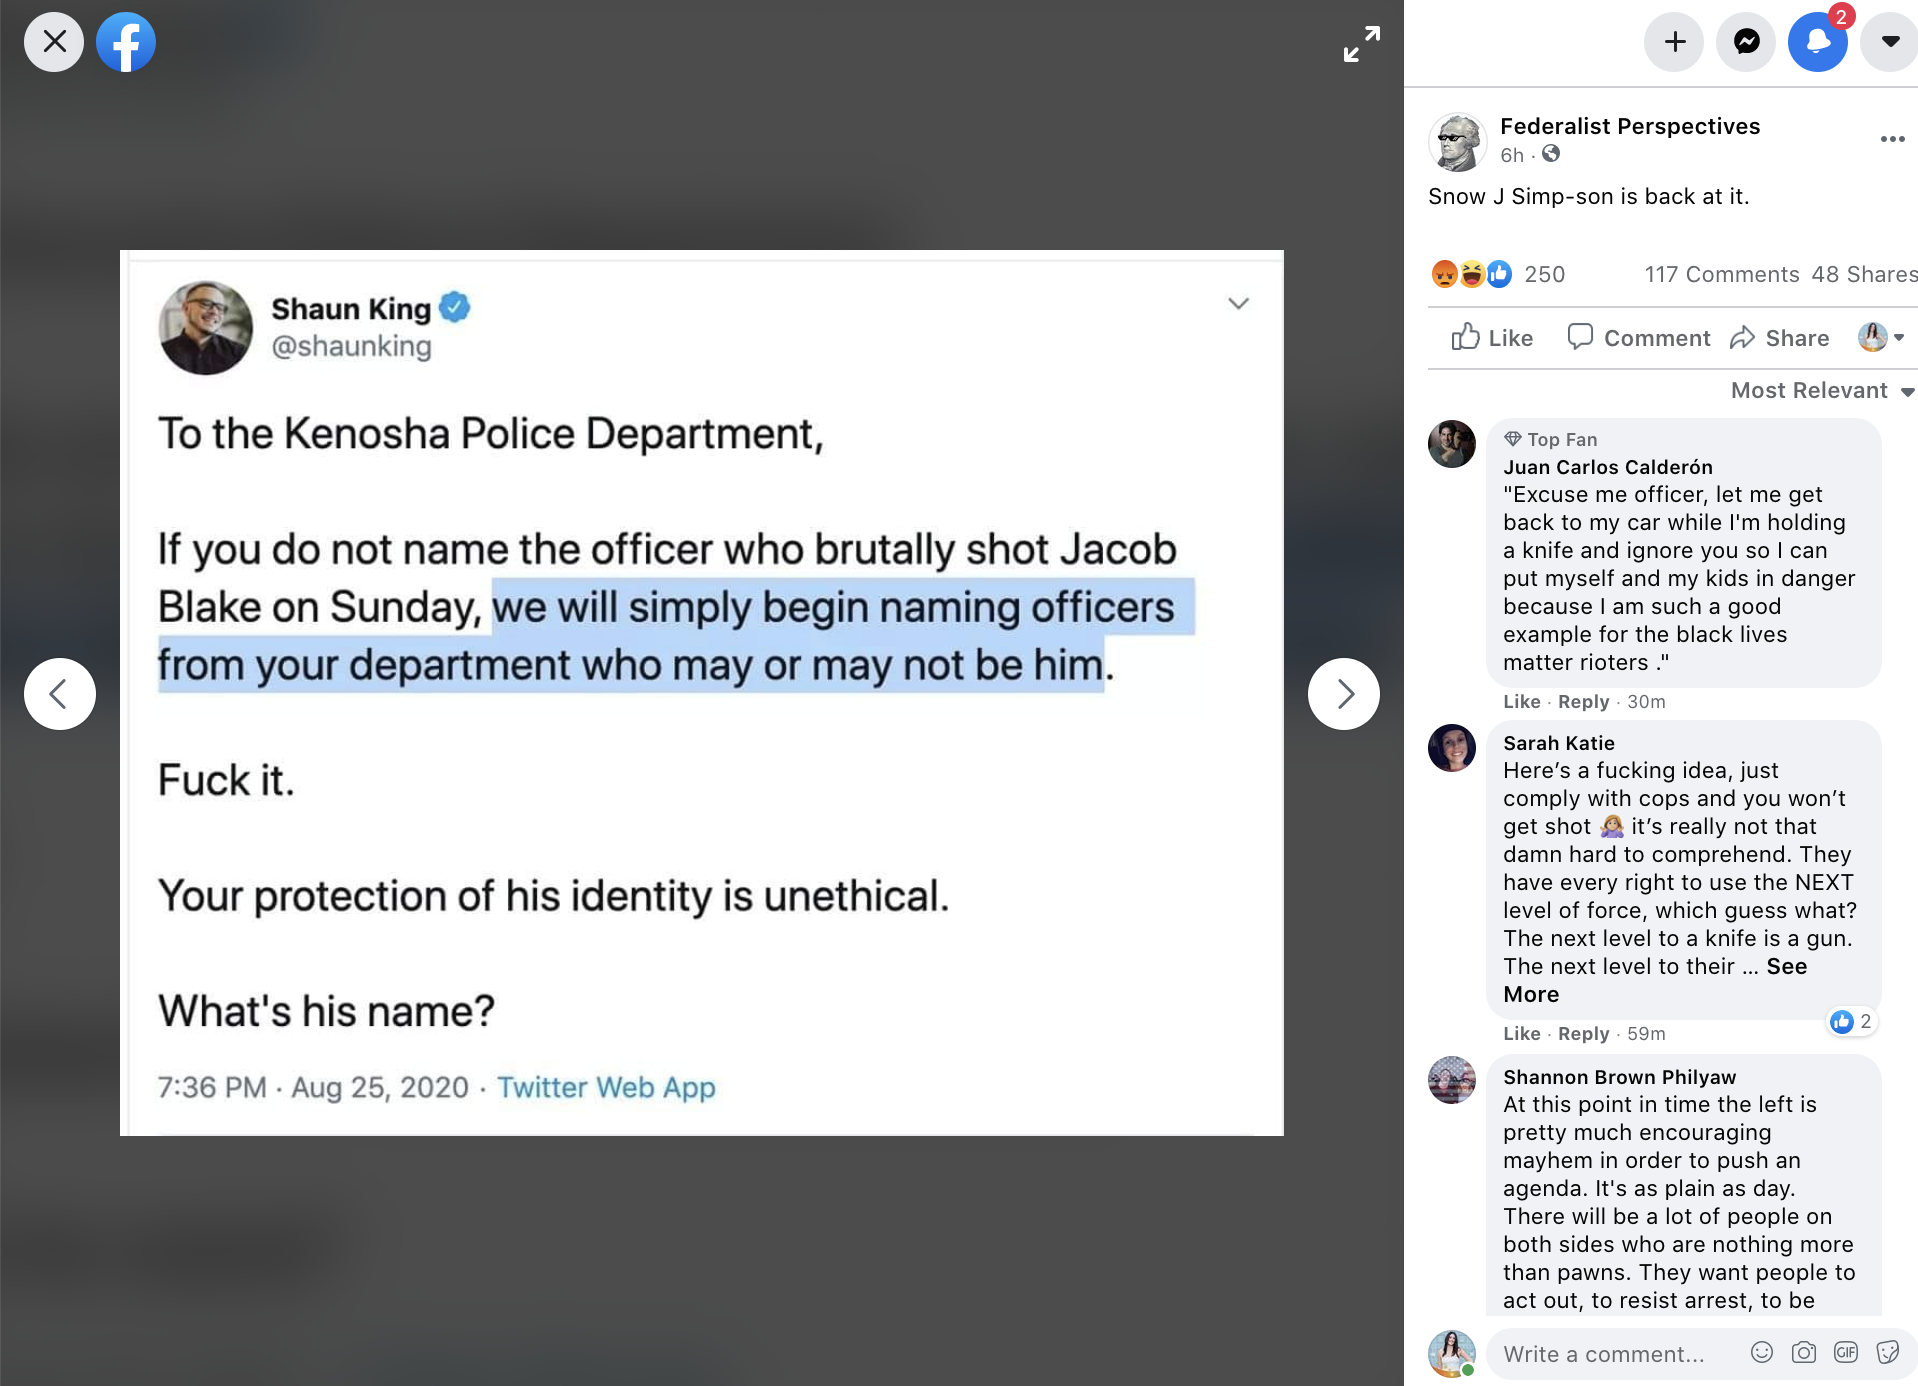 Shaun King
@shaunking
To the Kenosha Police Department,
If you do not name the officer who brutally shot Jacob
Blake on Sunday, we will simply begin naming officers
from your department who may or may not be him.
Fuck it.
Your protection of his identity is unethical.
What's his name?
7:36 PM · Aug 25, 2020 · Twitter Web App
2
Federalist Perspectives
6h ·
Snow J Simp-son is back at it.
250 117 Comments 48 Shares
Like Comment Share
Most Relevant
Top Fan
Juan Carlos Calderón
"Excuse me officer, let me get
back to my car while I'm holding
a knife and ignore you so I can
put myself and my kids in danger
because I am such a good
example for the black lives
matter rioters ."
Like · Reply · 30m
Sarah Katie
Here’s a fucking idea, just
comply with cops and you won’t
get shot 🤷‍♀️ it’s really not that
damn hard to comprehend. They
have every right to use the NEXT
level of force, which guess what?
The next level to a knife is a gun.
The next level to their ... See
More
2
Like · Reply · 59m
Shannon Brown Philyaw
At this point in time the left is
pretty much encouraging
mayhem in order to push an
agenda. It's as plain as day.
There will be a lot of people on
both sides who are nothing more
than pawns. They want people to
act out, to resist arrest, to be
Write a comment...
GIF